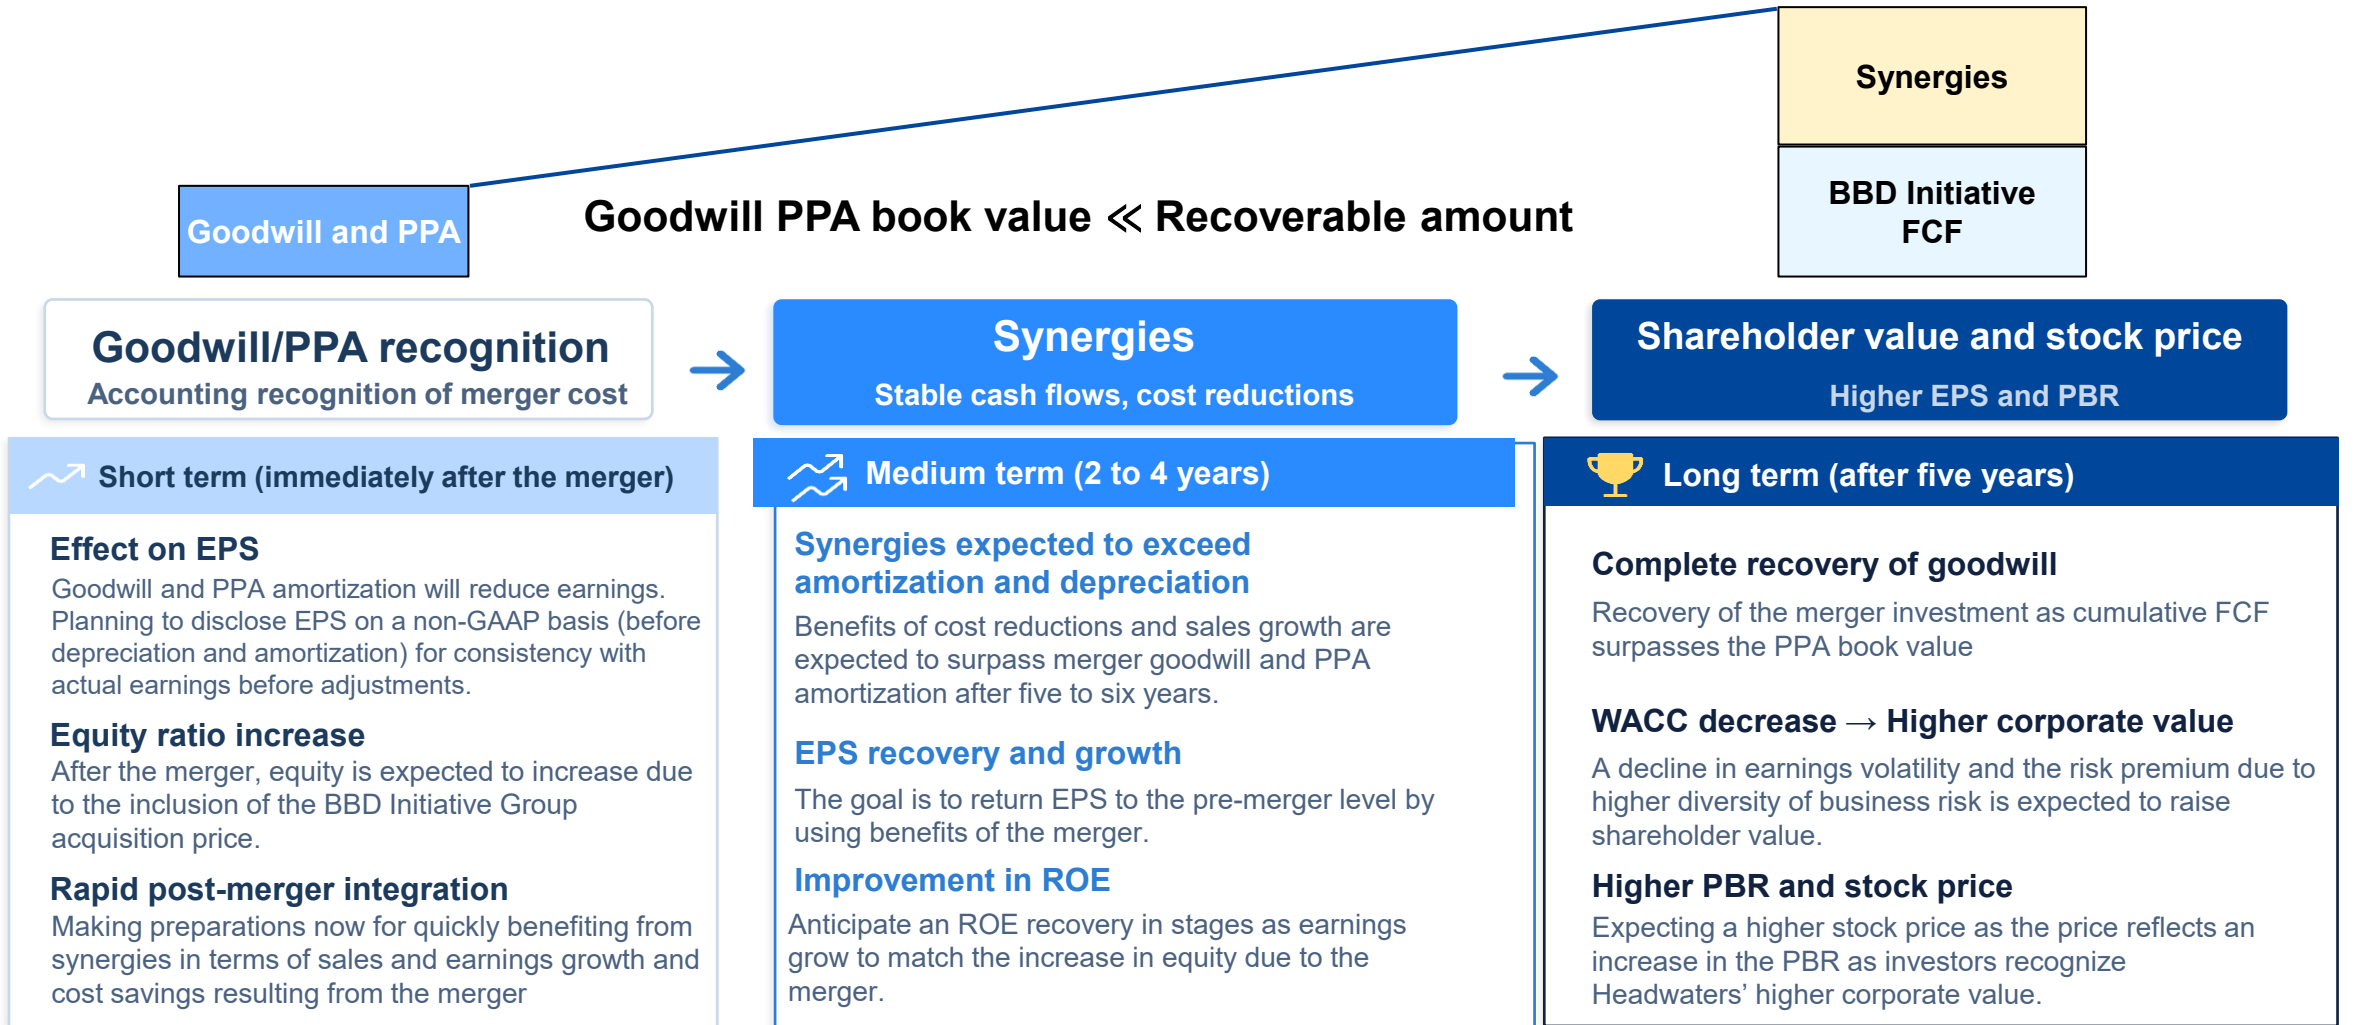 Synergies
BBD Initiative
FCF
Goodwill and PPA
Goodwill PPA book value ≪ Recoverable amount
Goodwill/PPA recognition
Accounting recognition of merger cost
Synergies
Stable cash flows, cost reductions
Shareholder value and stock price
Higher EPS and PBR
Short term (immediately after the merger)
Effect on EPS
Goodwill and PPA amortization will reduce earnings.
Planning to disclose EPS on a non-GAAP basis (before
depreciation and amortization) for consistency with
actual earnings before adjustments.
Equity ratio increase
After the merger, equity is expected to increase due
to the inclusion of the BBD Initiative Group
acquisition price.
Rapid post-merger integration
Making preparations now for quickly benefiting from
synergies in terms of sales and earnings growth and
cost savings resulting from the merger
Medium term (2 to 4 years)
Synergies expected to exceed
amortization and depreciation
Benefits of cost reductions and sales growth are
expected to surpass merger goodwill and PPA
amortization after five to six years.
EPS recovery and growth
The goal is to return EPS to the pre-merger level by
using benefits of the merger.
Improvement in ROE
Anticipate an ROE recovery in stages as earnings
grow to match the increase in equity due to the
merger.
Long term (after five years)
Complete recovery of goodwill
Recovery of the merger investment as cumulative FCF
surpasses the PPA book value
WACC decrease → Higher corporate value
A decline in earnings volatility and the risk premium due to
higher diversity of business risk is expected to raise
shareholder value.
Higher PBR and stock price
Expecting a higher stock price as the price reflects an
increase in the PBR as investors recognize
Headwaters’ higher corporate value.